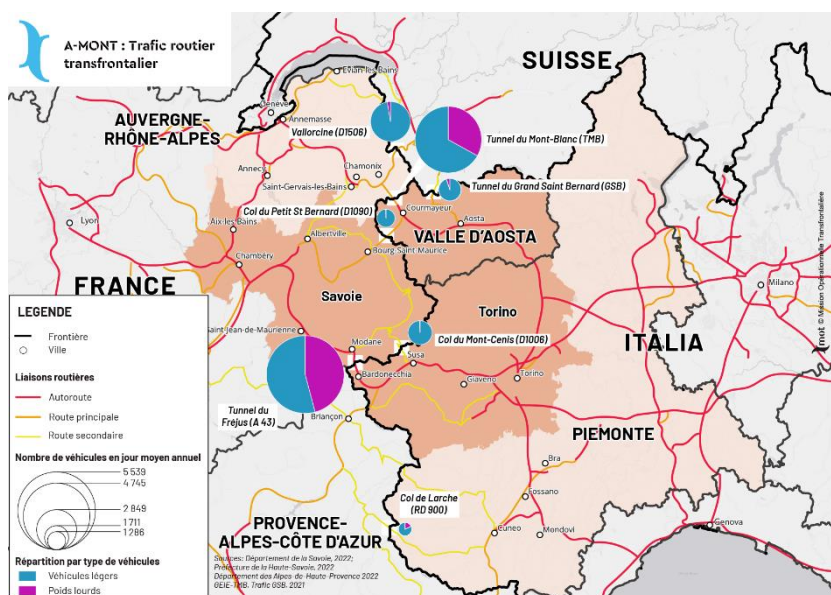 A-MONT : Trafic routier
transfrontalier
SUISSE
Evian-les-Bains
Genève
Annemasse
AUVERGNE-
RHÔNE-ALPES
Vallorcine (D1506)
Tunnel du Mont-Blanc (TMB)
Annecy
Chamonix
Saint-Gervais-les-Bains
Tunnel du Grand Saint Bernard (GSB)
Lyon
Col du Petit St Bernard (D1090)
Courmayeur
Aosta
Aix-les-Bains
Albertville
VALLE D'AOSTA
Chambéry
Bourg-Saint-Maurice
FRANCE
Milano
Savoie
Torino
LEGENDE
Frontière
Ville
Saint-Jean-de-Maurienne
Modane
Col du Mont-Cenis (D1006)
ITALIA
Susa
Bardonecchia
Giaveno
Torino
Liaisons routières
Autoroute
Route principale
Route secondaire
Tunnel du
Fréjus (A 43)
Briançon
PIEMONTE
Nombre de véhicules en jour moyen annuel
5 539
4 745
2 849
1 711
1 286
Bra
Fossano
Col de Larche
(RD 900)
Cuneo
Mondovì
Genova
PROVENCE-
ALPES-CÔTE D'AZUR
Répartition par type de véhicules
Véhicules légers
Poids lourds
Sources: Département de la Savoie, 2022;
Préfecture de la Haute-Savoie, 2022
Département des Alpes-de-Haute-Provence 2022
GEIE-TMB, Trafic GSB, 2021
mot © Mission Opérationnelle Transfrontalière